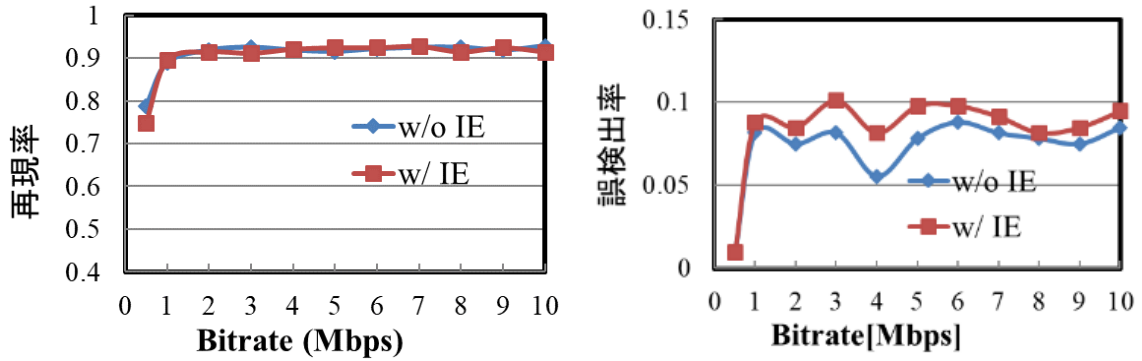 1
0.9
0.8
0.7
0.6
0.5
0.4
再現率
w/o IE
w/ IE
0 1 2 3 4 5 6 7 8 9 10
Bitrate (Mbps)
0.15
0.1
0.05
0
誤検出率
w/o IE
w/ IE
0 1 2 3 4 5 6 7 8 9 10
Bitrate[Mbps]